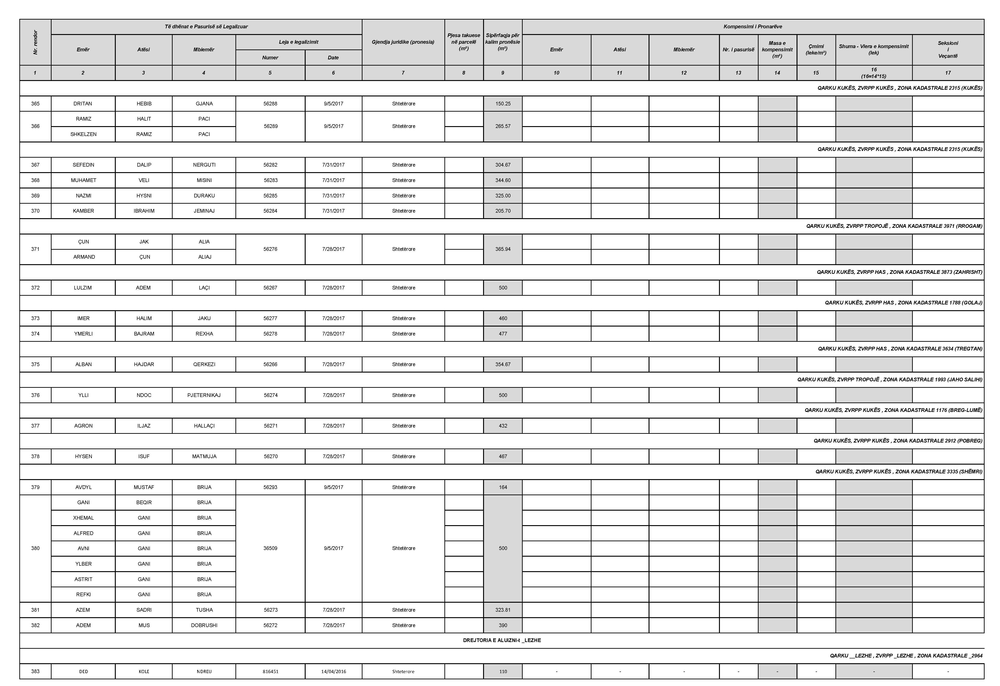 Nr. rendor
Të dhënat e Pasurisë së Legalizuar
Gjendja juridike (pronesia)
Pjesa takuese në parcelë (m²)
Sipërfaqja për kalim pronësie (m²)
Kompensimi i Pronarëve
Emër Atësi Mbiemër Leja e legalizimit
Numer Date
Emër Atësi Mbiemër Nr. i pasurisë Masa e kompensimit (m²) Çmimi (leke/m²) Shuma - Vlera e kompensimit (lek) Seksioni i Veçantë
1 2 3 4 5 6 7 8 9 10 11 12 13 14 15 16 (16=14*15) 17
QARKU KUKËS, ZVRPP KUKËS , ZONA KADASTRALE 2315 (KUKËS)
365 DRITAN HEBIB GJANA 56288 9/5/2017 Shtetërore 150.25
366 RAMIZ HALIT PACI 56289 9/5/2017 Shtetërore 265.57
SHKELZEN RAMIZ PACI
QARKU KUKËS, ZVRPP KUKËS , ZONA KADASTRALE 2315 (KUKËS)
367 SEFEDIN DALIP NERGUTI 56282 7/31/2017 Shtetërore 304.67
368 MUHAMET VELI MISINI 56283 7/31/2017 Shtetërore 344.60
369 NAZMI HYSNI DURAKU 56285 7/31/2017 Shtetërore 325.00
370 KAMBER IBRAHIM JEMINAJ 56284 7/31/2017 Shtetërore 205.70
QARKU KUKËS, ZVRPP TROPOJË , ZONA KADASTRALE 3971 (RROGAM)
371 ÇUN JAK ALIA 56276 7/28/2017 Shtetërore 365.94
ARMAND ÇUN ALIAJ
QARKU KUKËS, ZVRPP HAS , ZONA KADASTRALE 3873 (ZAHRISHT)
372 LULZIM ADEM LAÇI 56267 7/28/2017 Shtetërore 500
QARKU KUKËS, ZVRPP HAS , ZONA KADASTRALE 1788 (GOLAJ)
373 IMER HALIM JAKU 56277 7/28/2017 Shtetërore 460
374 YMERLI BAJRAM REXHA 56278 7/28/2017 Shtetërore 477
QARKU KUKËS, ZVRPP HAS , ZONA KADASTRALE 3634 (TREGTAN)
375 ALBAN HAJDAR QERKEZI 56266 7/28/2017 Shtetërore 354.67
QARKU KUKËS, ZVRPP TROPOJË , ZONA KADASTRALE 1993 (JAHO SALIHI)
376 YLLI NDOC PJETERNIKAJ 56274 7/28/2017 Shtetërore 500
QARKU KUKËS, ZVRPP KUKËS , ZONA KADASTRALE 1176 (BREG-LUMË)
377 AGRON ILJAZ HALLAÇI 56271 7/28/2017 Shtetërore 432
QARKU KUKËS, ZVRPP KUKËS , ZONA KADASTRALE 2912 (POBREG)
378 HYSEN ISUF MATMUJA 56270 7/28/2017 Shtetërore 467
QARKU KUKËS, ZVRPP KUKËS , ZONA KADASTRALE 3335 (SHËMRI)
379 AVDYL MUSTAF BRIJA 56293 9/5/2017 Shtetërore 164
380 GANI BEQIR BRIJA 36509 9/5/2017 Shtetërore 500
XHEMAL GANI BRIJA
ALFRED GANI BRIJA
AVNI GANI BRIJA
YLBER GANI BRIJA
ASTRIT GANI BRIJA
REFKI GANI BRIJA
381 AZEM SADRI TUSHA 56273 7/28/2017 Shtetërore 323.81
382 ADEM MUS DOBRUSHI 56272 7/28/2017 Shtetërore 390
DREJTORIA E ALUIZNI-t _LEZHE
QARKU __LEZHE , ZVRPP _LEZHE , ZONA KADASTRALE _2964
383 DED KOLE NDREU 816451 14/04/2016 Shteterore 110 - - - - - - - -